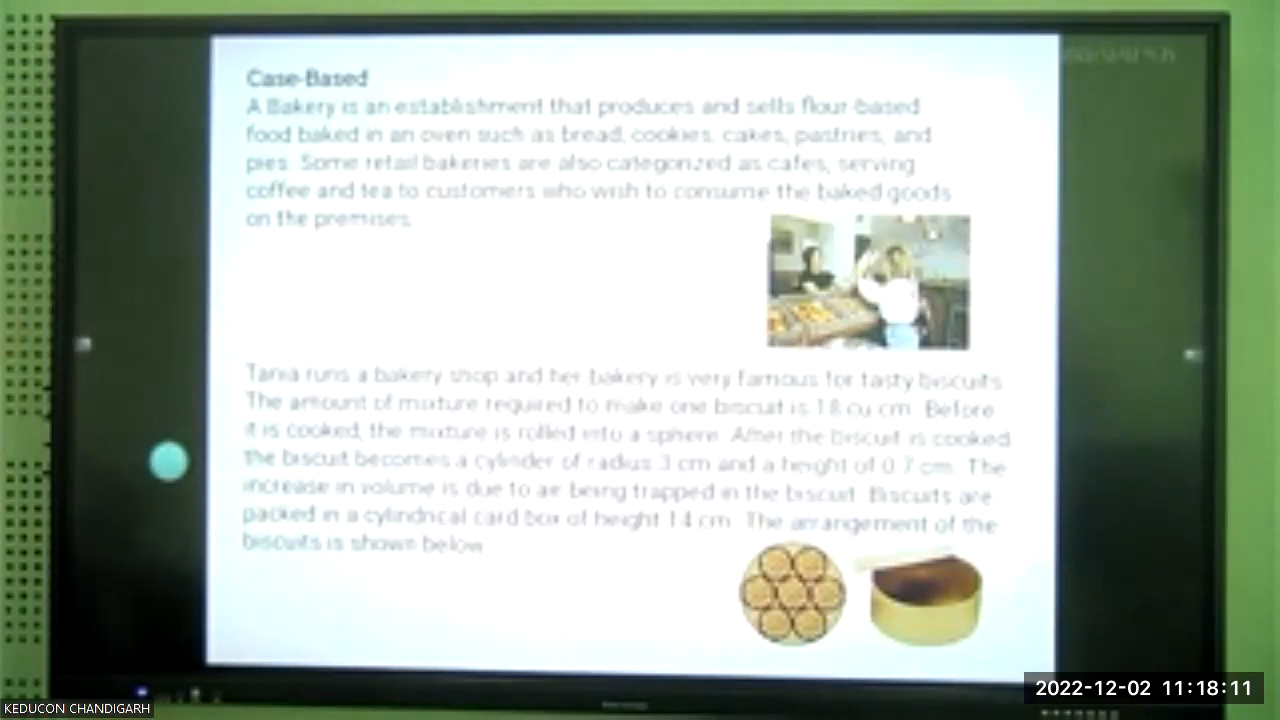 Case-Based
A Bakery is an establishment that produces and sells flour-based
food baked in an oven such as bread, cookies, cakes, pastries, and
pies. Some retail bakeries are also categorized as cafes, serving
coffee and tea to customers who wish to consume the baked goods
on the premises.
Tania runs a bakery shop and her bakery is very famous for tasty biscuits.
The amount of mixture required to make one biscuit is 18 cu cm. Before
it is cooked, the mixture is rolled into a sphere. After the biscuit is cooked,
the biscuit becomes a cylinder of radius 3 cm and a height of 0.7 cm. The
increase in volume is due to air being trapped in the biscuit. Biscuits are
packed in a cylindrical card box of height 14 cm. The arrangement of the
biscuits is shown below.
2022-12-02 11:18:11
KEDUCON CHANDIGARH